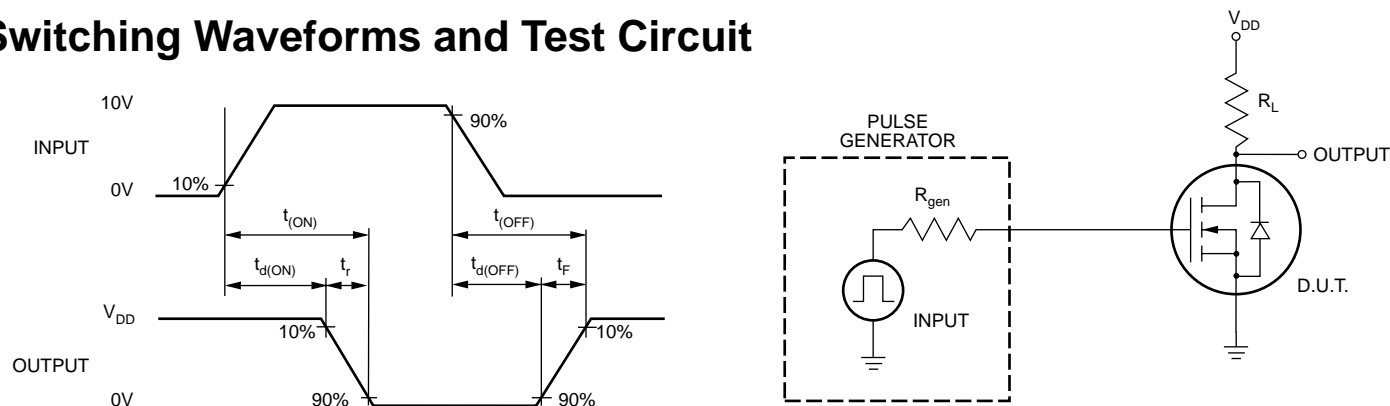 Switching Waveforms and Test Circuit
10V
INPUT
0V
10%
90%
t(ON)
t(OFF)
td(ON)
tr
td(OFF)
tF
VDD
OUTPUT
0V
10%
90%
10%
90%
PULSE
GENERATOR
Rgen
INPUT
VDD
RL
OUTPUT
D.U.T.